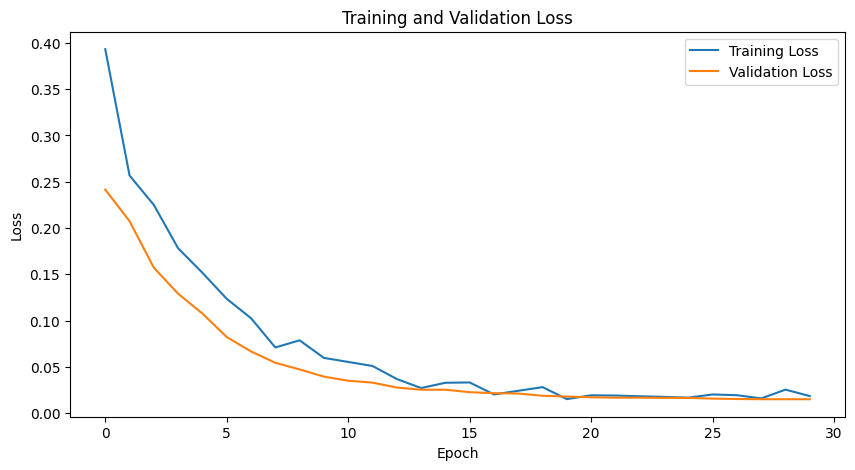 Training and Validation Loss
Training Loss
Validation Loss
0.40
0.35
0.30
0.25
0.20
0.15
0.10
0.05
0.00
Loss
0 5 10 15 20 25 30
Epoch